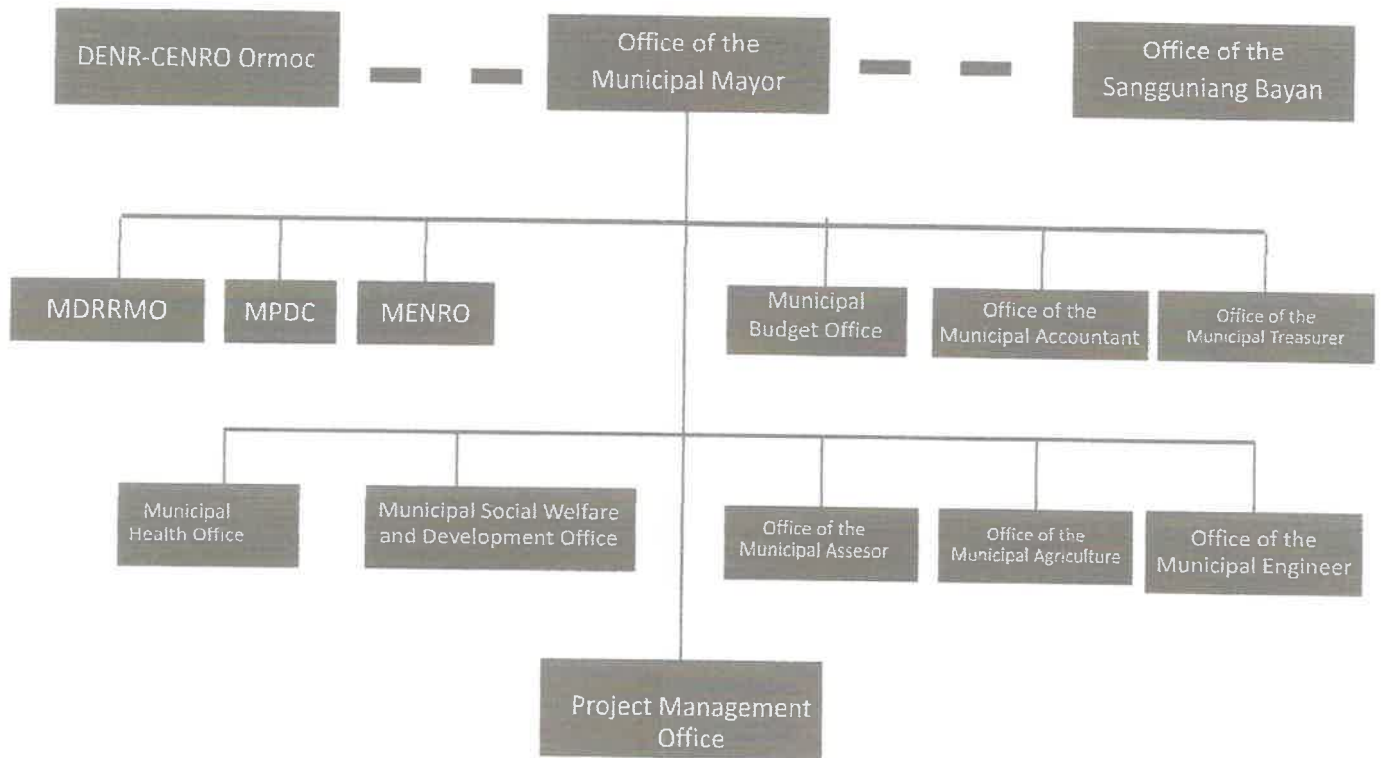 DENR-CENRO Ormoc
Office of the
Municipal Mayor
Office of the
Sangguniang Bayan
MDRRMO
MPDC
MENRO
Municipal
Budget Office
Office of the
Municipal Accountant
Office of the
Municipal Treasurer
Municipal
Health Office
Municipal Social Welfare
and Development Office
Office of the
Municipal Assesor
Office of the
Municipal Agriculture
Office of the
Municipal Engineer
Project Management
Office